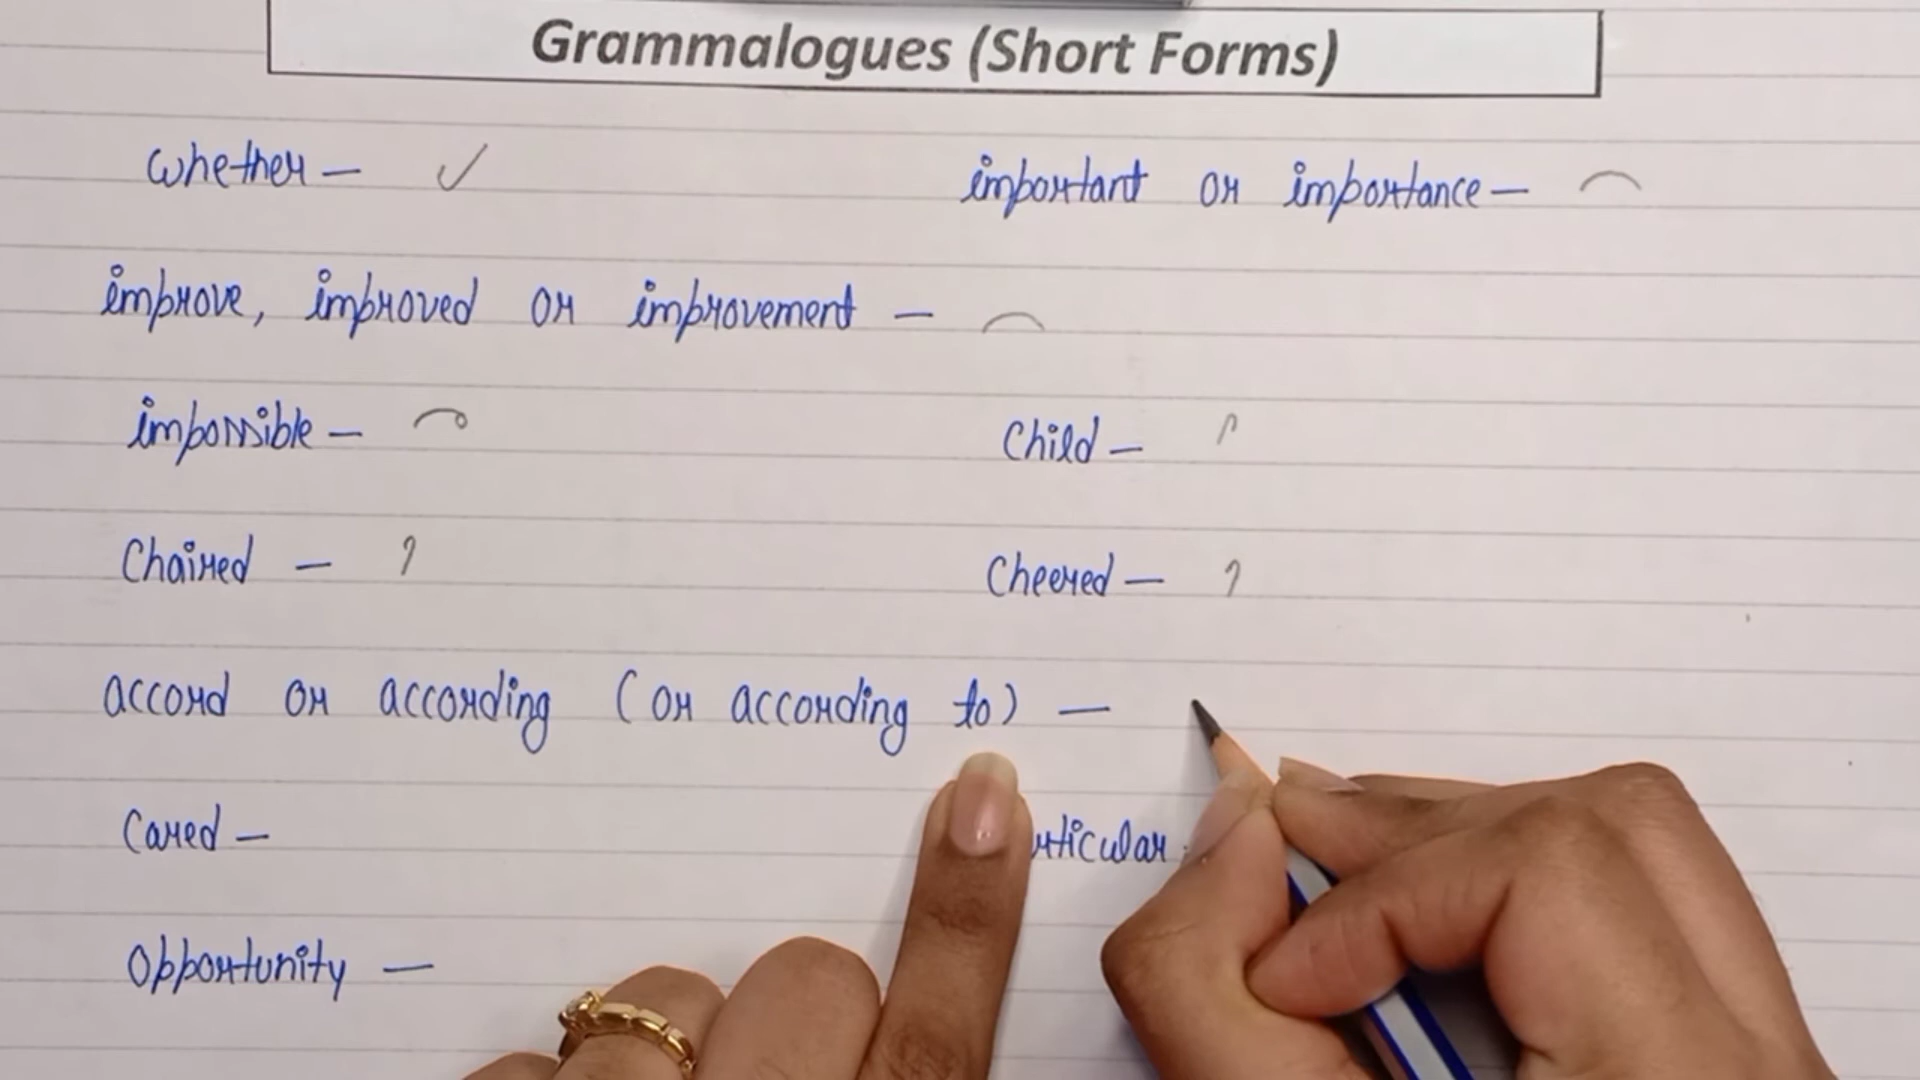 Grammalogues (Short Forms)
Whether – important or importance –
improve, improved or improvement –
impossible – Child –
Chaired – Cheered –
accord or according (or according to) –
Cared – rticular
Opportunity –